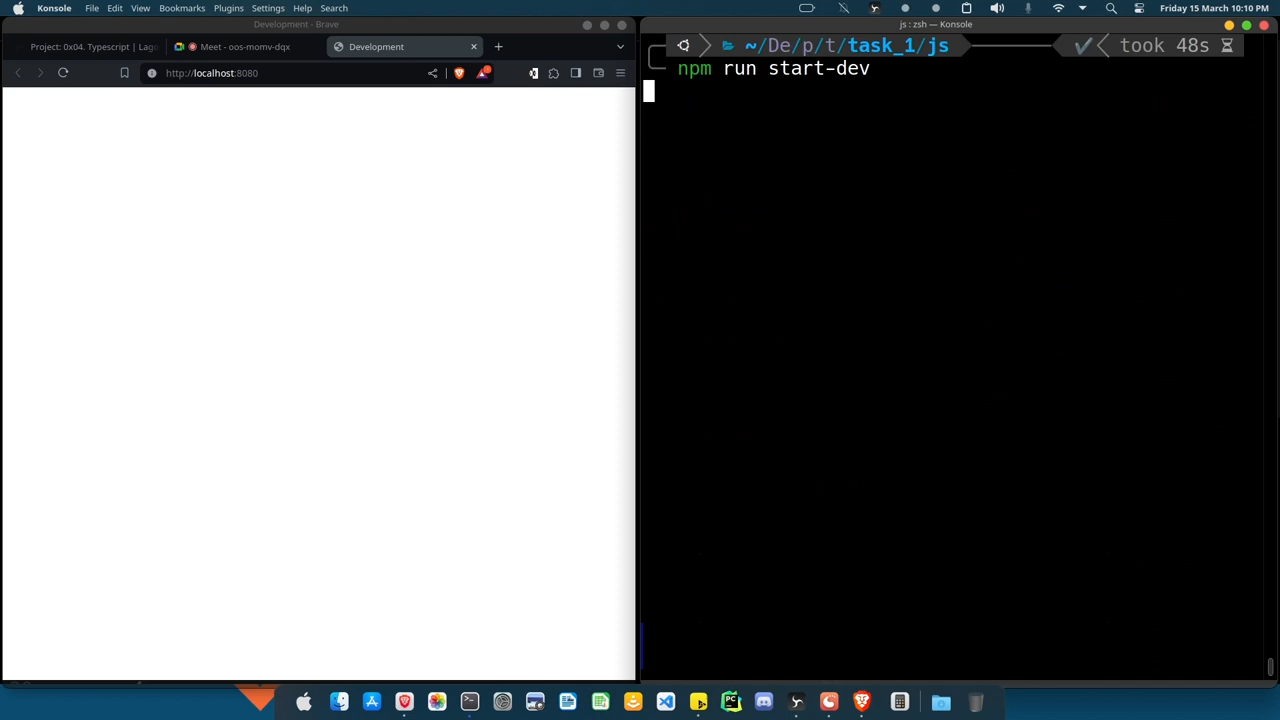 Konsole File Edit View Bookmarks Plugins Settings Help Search Friday 15 March 10:10 PM
Development - Brave
Project: 0x04. Typescript | Lago
Meet - oos-momv-dqx
Development
http://localhost:8080
js : zsh — Konsole
~/De/p/t/task_1/js took 48s
npm run start-dev